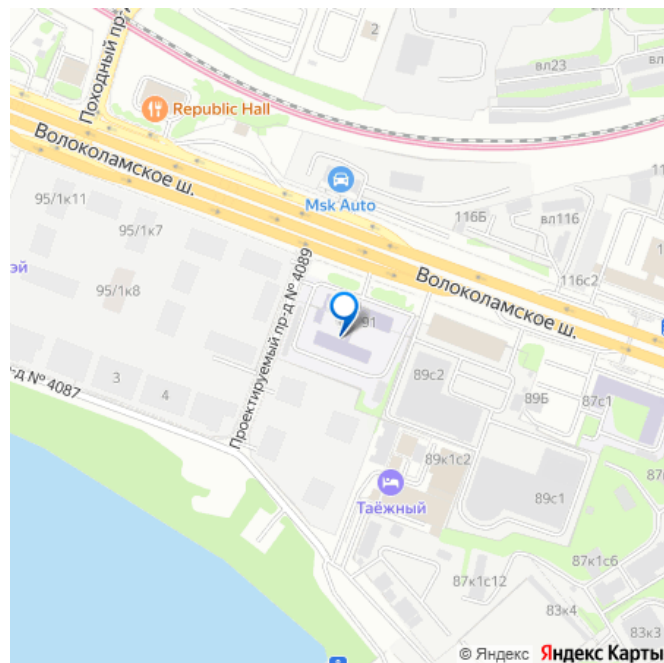 Походный пр-д
2
вл23
Republic Hall
Волоколамское ш.
Msk Auto
116Б
вл116
116с2
95/1к11
95/1к7
эй
95/1к8
Проектируемый пр-д № 4089
Волоколамское ш.
91
3
4
-д № 4087
89с2
89Б
87с1
89к1с2
Таёжный
89с1
87к1с6
87к1с12
83к4
83к3
© Яндекс Яндекс Карты